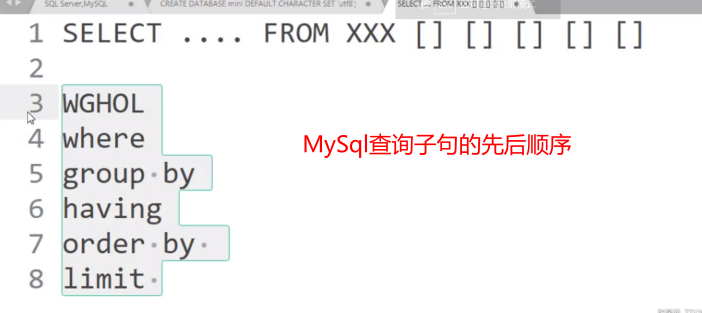 SQL Server,MySQL
CREATE DATABASE mini DEFAULT CHARACTER SET 'utf8';
SELECT .... FROM XXX [] [] [] [] []
1 SELECT .... FROM XXX [] [] [] [] []
2
3 WGHOL
4 where
5 group by
6 having
7 order by
8 limit
MySql查询子句的先后顺序